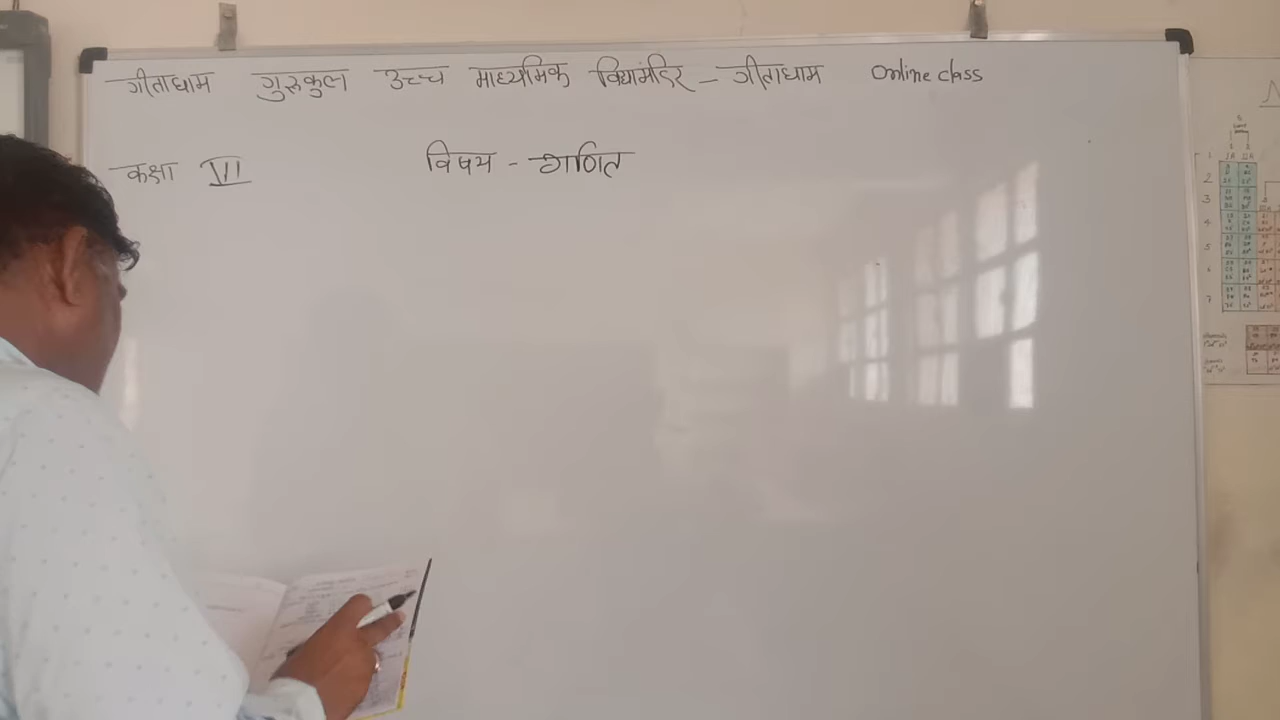 गीताधाम गुरुकुल उच्च माध्यमिक विद्यामंदिर – गीताधाम Online class
कक्षा VII विषय - गणित